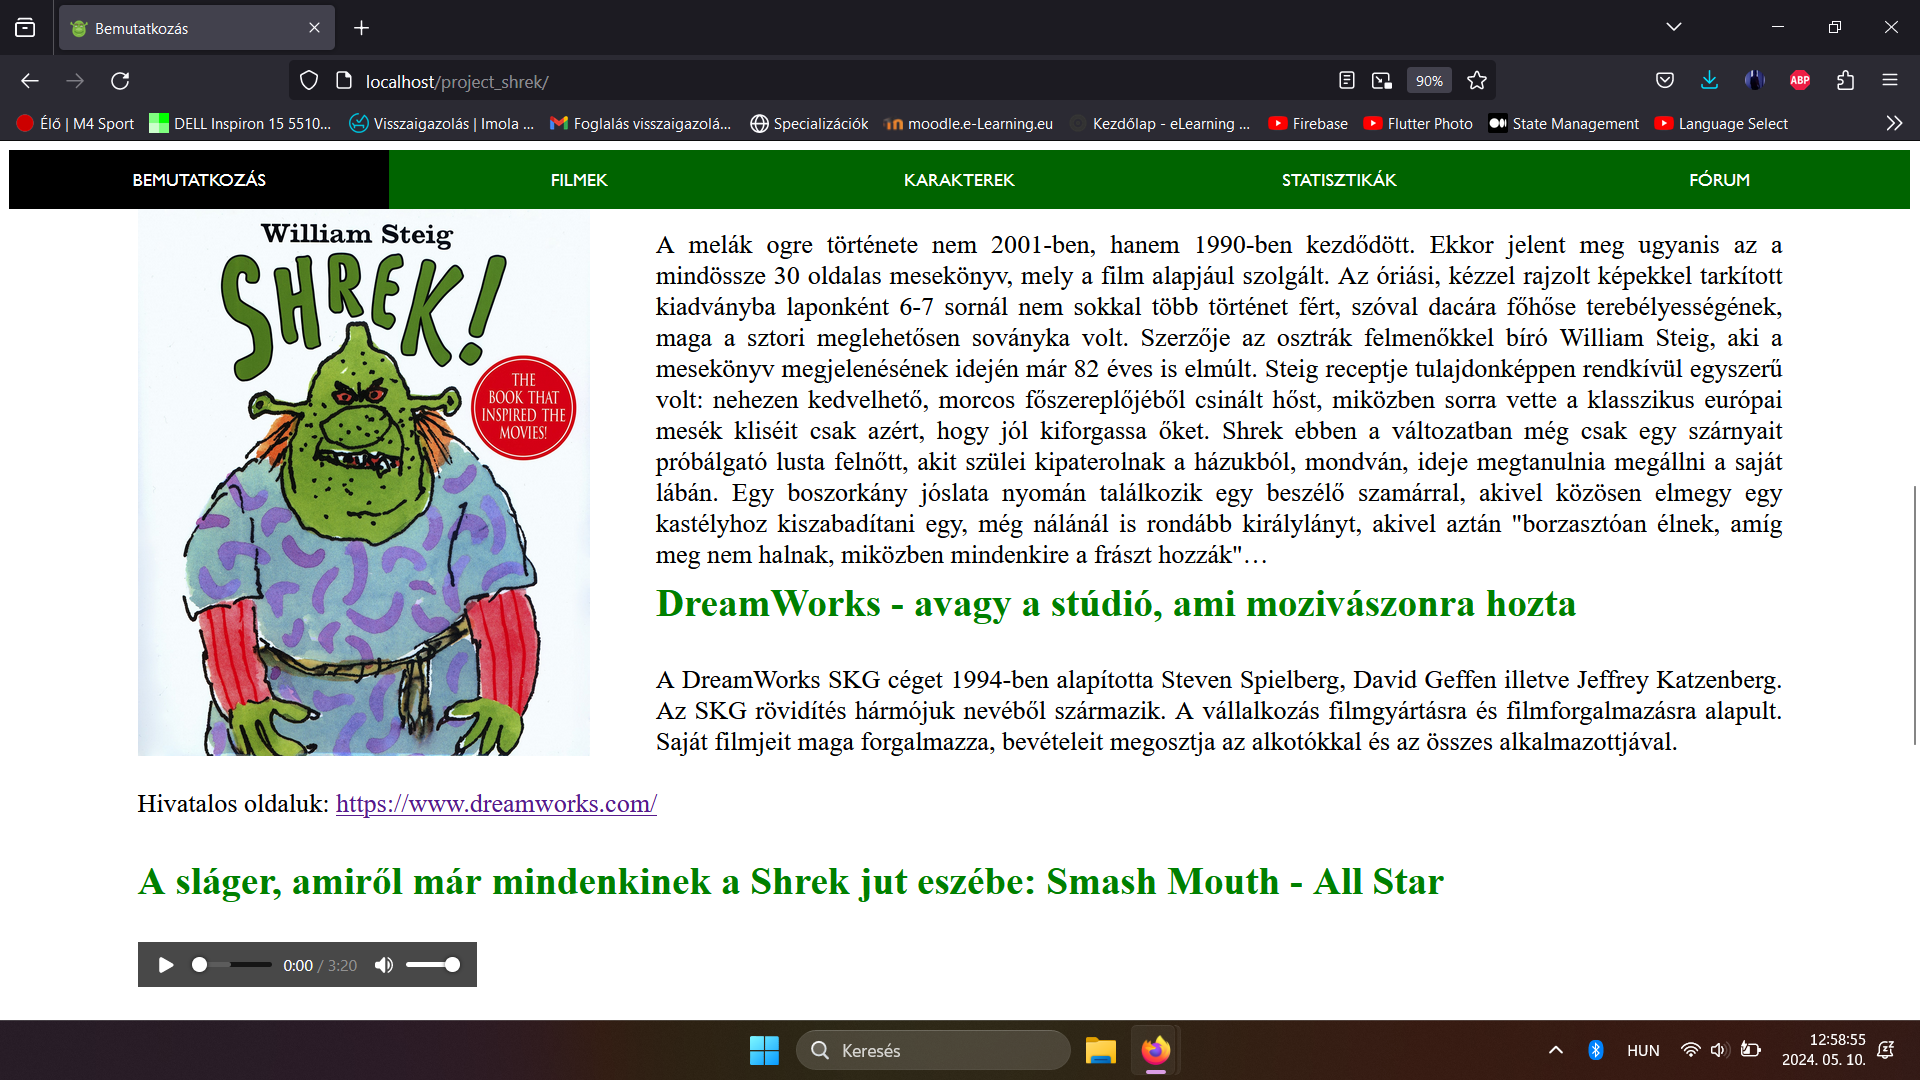 Bemutatkozás
localhost/project_shrek/
90%
ABP
Élő | M4 Sport
DELL Inspiron 15 5510...
Visszaigazolás | Imola ...
Foglalás visszaigazolá...
Specializációk
moodle.e-Learning.eu
Kezdőlap - eLearning ...
Firebase
Flutter Photo
State Management
Language Select
BEMUTATKOZÁS
FILMEK
KARAKTEREK
STATISZTIKÁK
FÓRUM
William Steig
SHREK!
THE
BOOK THAT
INSPIRED THE
MOVIES!
A melák ogre története nem 2001-ben, hanem 1990-ben kezdődött. Ekkor jelent meg ugyanis az a
mindössze 30 oldalas mesekönyv, mely a film alapjául szolgált. Az óriási, kézzel rajzolt képekkel tarkított
kiadványba laponként 6-7 sornál nem sokkal több történet fért, szóval dacára főhőse terebélyességének,
maga a sztori meglehetősen soványka volt. Szerzője az osztrák felmenőkkel bíró William Steig, aki a
mesekönyv megjelenésének idején már 82 éves is elmúlt. Steig receptje tulajdonképpen rendkívül egyszerű
volt: nehezen kedvelhető, morcos főszereplőjéből csinált hőst, miközben sorra vette a klasszikus európai
mesék kliséit csak azért, hogy jól kiforgassa őket. Shrek ebben a változatban még csak egy szárnyait
próbálgató lusta felnőtt, akit szülei kipaterolnak a házukból, mondván, ideje megtanulnia megállni a saját
lábán. Egy boszorkány jóslata nyomán találkozik egy beszélő szamárral, akivel közösen elmegy egy
kastélyhoz kiszabadítani egy, még nálánál is rondább királylányt, akivel aztán "borzasztóan élnek, amíg
meg nem halnak, miközben mindenkire a frászt hozzák"…
DreamWorks - avagy a stúdió, ami mozivászonra hozta
A DreamWorks SKG céget 1994-ben alapította Steven Spielberg, David Geffen illetve Jeffrey Katzenberg.
Az SKG rövidítés hármójuk nevéből származik. A vállalkozás filmgyártásra és filmforgalmazásra alapult.
Saját filmjeit maga forgalmazza, bevételeit megosztja az alkotókkal és az összes alkalmazottjával.
Hivatalos oldaluk: https://www.dreamworks.com/
A sláger, amiről már mindenkinek a Shrek jut eszébe: Smash Mouth - All Star
0:00 / 3:20
Keresés
HUN
12:58:55
2024. 05. 10.